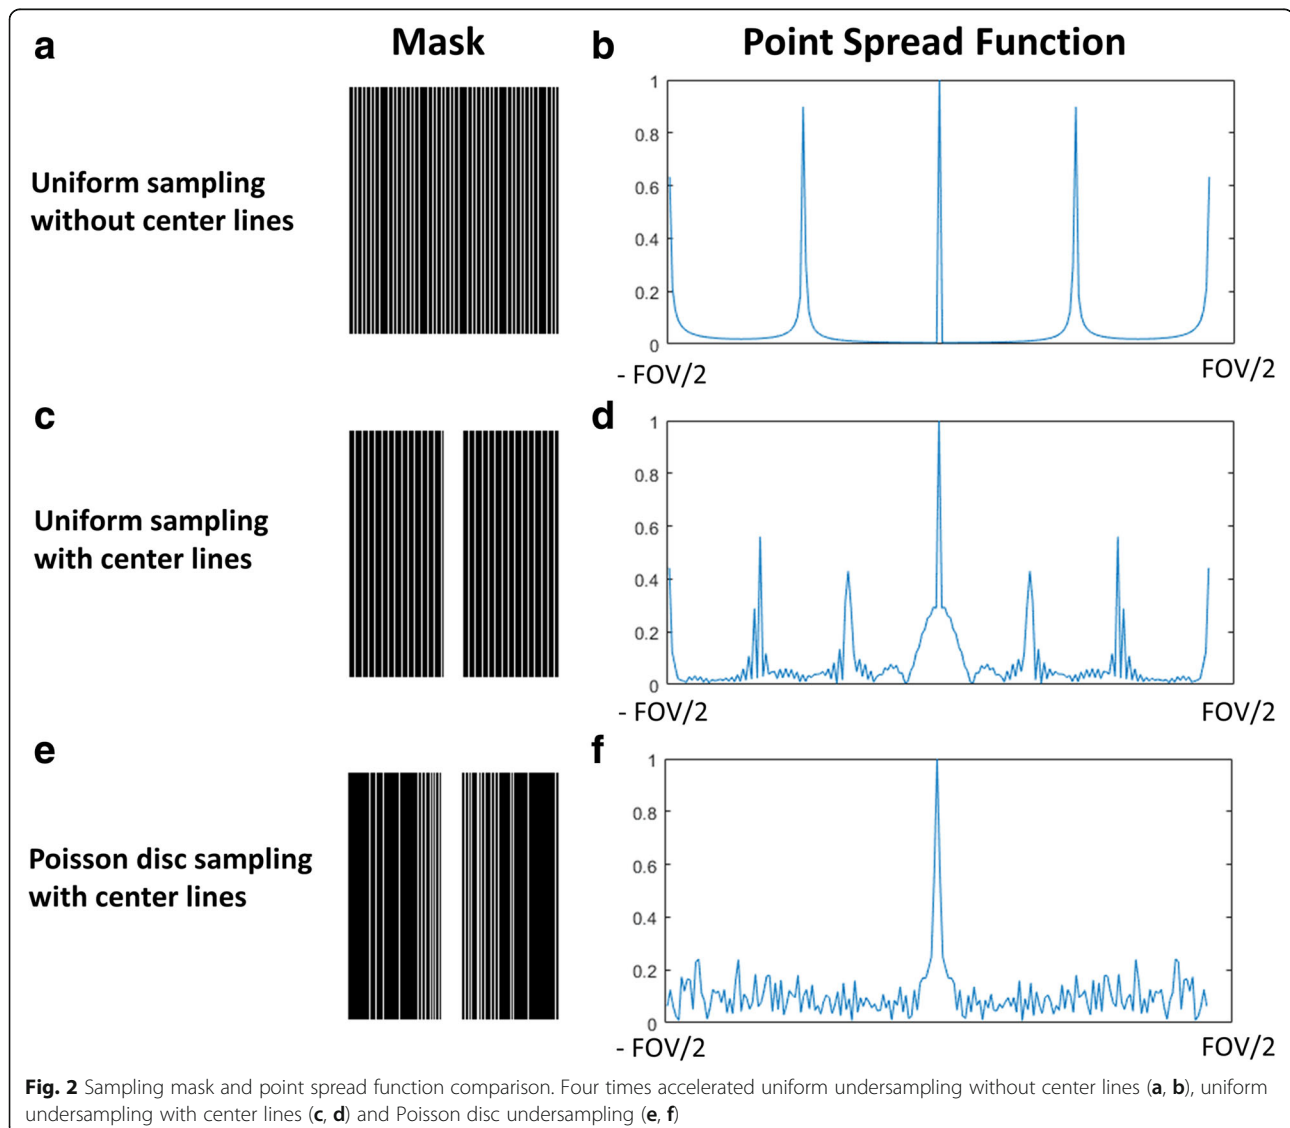 a
Mask
b
Point Spread Function
Uniform sampling
without center lines
1
0.8
0.6
0.4
0.2
0
- FOV/2
FOV/2
c
d
Uniform sampling
with center lines
1
0.8
0.6
0.4
0.2
0
- FOV/2
FOV/2
e
f
Poisson disc sampling
with center lines
1
0.8
0.6
0.4
0.2
0
- FOV/2
FOV/2
Fig. 2 Sampling mask and point spread function comparison. Four times accelerated uniform undersampling without center lines (a, b), uniform
undersampling with center lines (c, d) and Poisson disc undersampling (e, f)